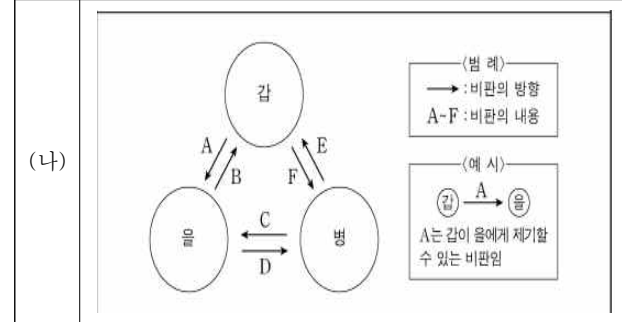 (나)
갑
을
병
A
B
E
F
C
D
〈범 례〉
→ : 비판의 방향
A~F : 비판의 내용
〈예 시〉
갑 A → 을
A는 갑이 을에게 제기할
수 있는 비판임